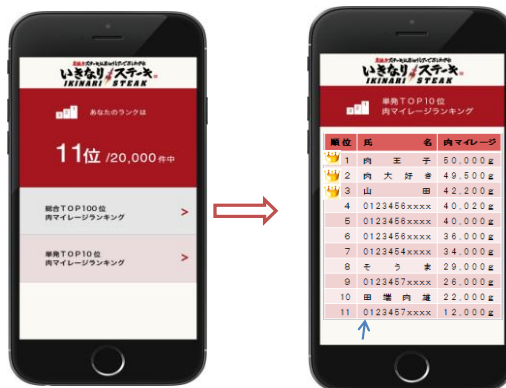 いきなり!ステーキ
IKINARI STEAK
あなたのランクは
11位 /20,000件中
総合TOP100位
肉マイレージランキング
>
単発TOP10位
肉マイレージランキング
>
いきなり!ステーキ
IKINARI STEAK
単発TOP10位
肉マイレージランキング
順位 氏 名 肉マイレージ
1 肉 王 子 50,000g
2 肉 大 好 き 49,500g
3 山 田 42,200g
4 0123456xxxx 40,020g
5 0123456xxxx 40,000g
6 0123456xxxx 36,000g
7 0123454xxxx 34,000g
8 そ う ま 29,000g
9 0123457xxxx 26,000g
10 田 端 肉 雄 22,000g
11 0123457xxxx 12,000g